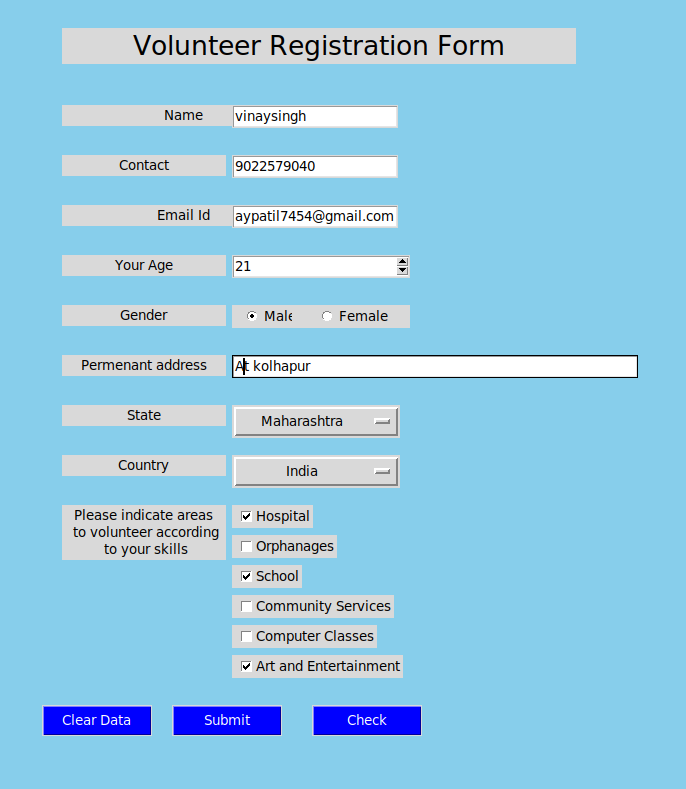 Volunteer Registration Form
Name vinaysingh
Contact 9022579040
Email Id aypatil7454@gmail.com
Your Age 21
Gender Male Female
Permenant address At kolhapur
State Maharashtra
Country India
Please indicate areas
to volunteer according
to your skills
Hospital
Orphanages
School
Community Services
Computer Classes
Art and Entertainment
Clear Data Submit Check